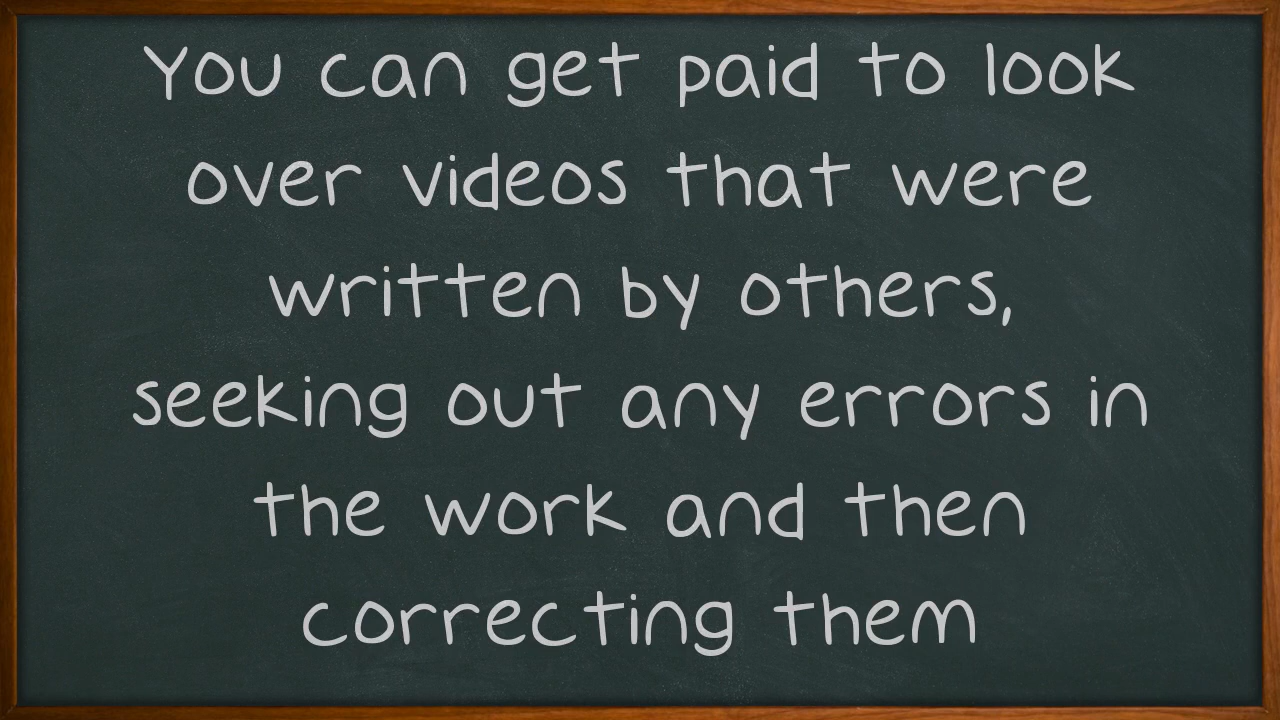 You can get paid to look
over videos that were
written by others,
seeking out any errors in
the work and then
correcting them